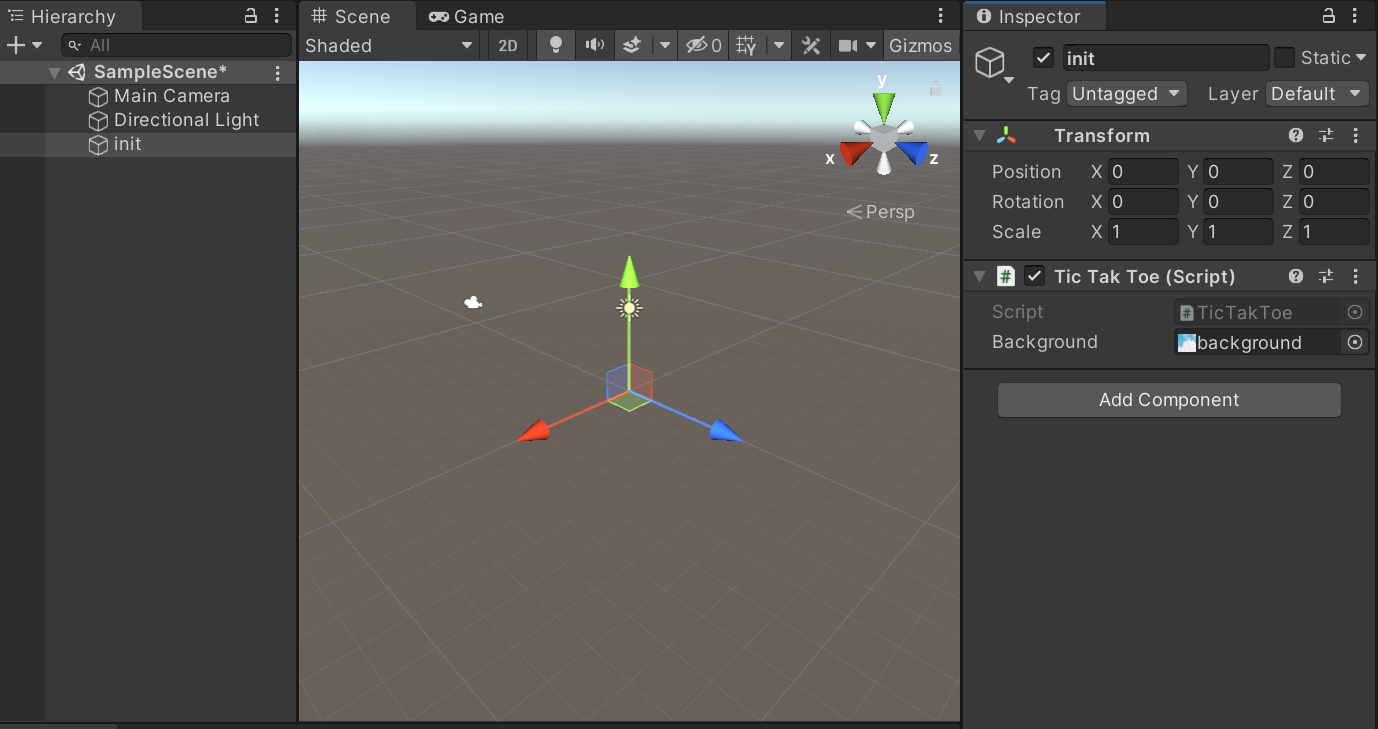 Hierarchy
All
SampleScene*
Main Camera
Directional Light
init
Scene
Game
Shaded
2D
0
Gizmos
y
x
z
Persp
Inspector
init
Static
Tag Untagged Layer Default
Transform
Position X 0 Y 0 Z 0
Rotation X 0 Y 0 Z 0
Scale X 1 Y 1 Z 1
# Tic Tak Toe (Script)
Script # TicTakToe
Background background
Add Component